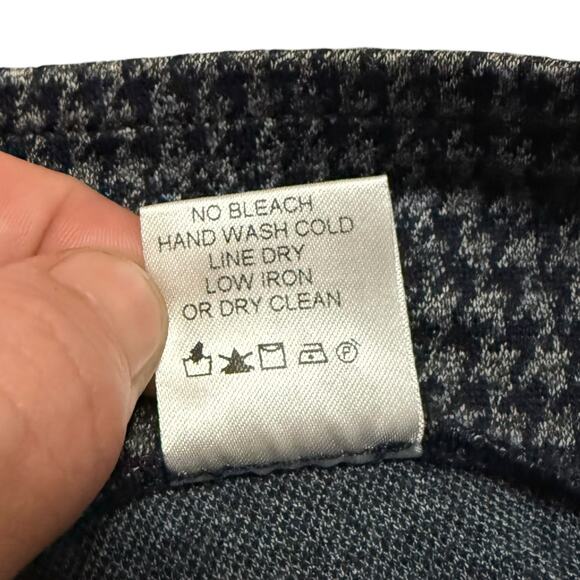 NO BLEACH
HAND WASH COLD
LINE DRY
LOW IRON
OR DRY CLEAN
P